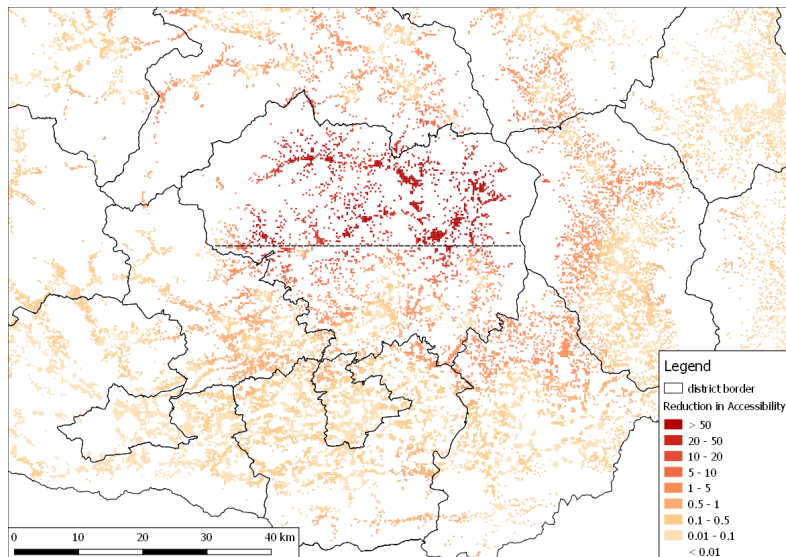 Legend
district border
Reduction in Accessibility
> 50
20 - 50
10 - 20
5 - 10
1 - 5
0.5 - 1
0.1 - 0.5
0.01 - 0.1
< 0.01
0 10 20 30 40 km